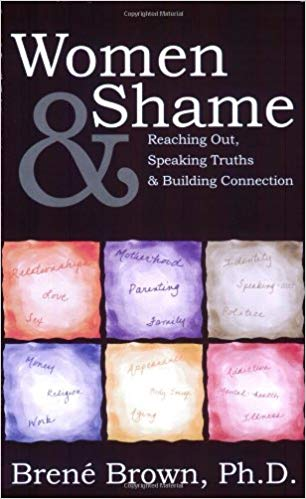 Women
& Shame
Reaching Out,
Speaking Truths
& Building Connection
Relationships
Love
Sex
Motherhood
Parenting
Family
Identity
Speaking-out
Money
Religion
Work
Appearance
Body Image
Aging
Addiction
Mental-health
Illness
Brené Brown, Ph.D.